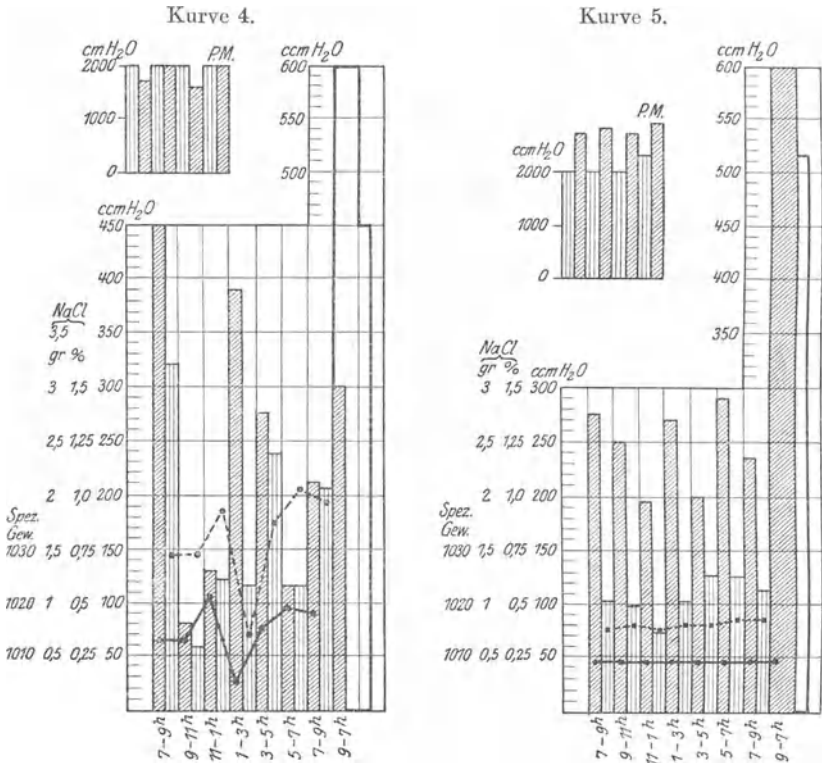 Kurve 4.
cm H₂O P.M.
2000
1000
0
ccm H₂O
600
550
500
ccm H₂O
450
400
350
NaCl
3,5
gr %
3 1,5 300
2,5 1,25 250
2 1,0 200
Spez.
Gew.
1030 1,5 0,75 150
1020 1 0,5 100
1010 0,5 0,25 50
7–9ʰ
9–11ʰ
11–1ʰ
1–3ʰ
3–5ʰ
5–7ʰ
7–9ʰ
9–7ʰ
Kurve 5.
P.M.
ccm H₂O
2000
1000
0
ccm H₂O
600
550
500
450
400
350
NaCl
gr % ccm H₂O
3 1,5 300
2,5 1,25 250
2 1,0 200
Spez.
Gew.
1030 1,5 0,75 150
1020 1 0,5 100
1010 0,5 0,25 50
7–9ʰ
9–11ʰ
11–1ʰ
1–3ʰ
3–5ʰ
5–7ʰ
7–9ʰ
9–7ʰ